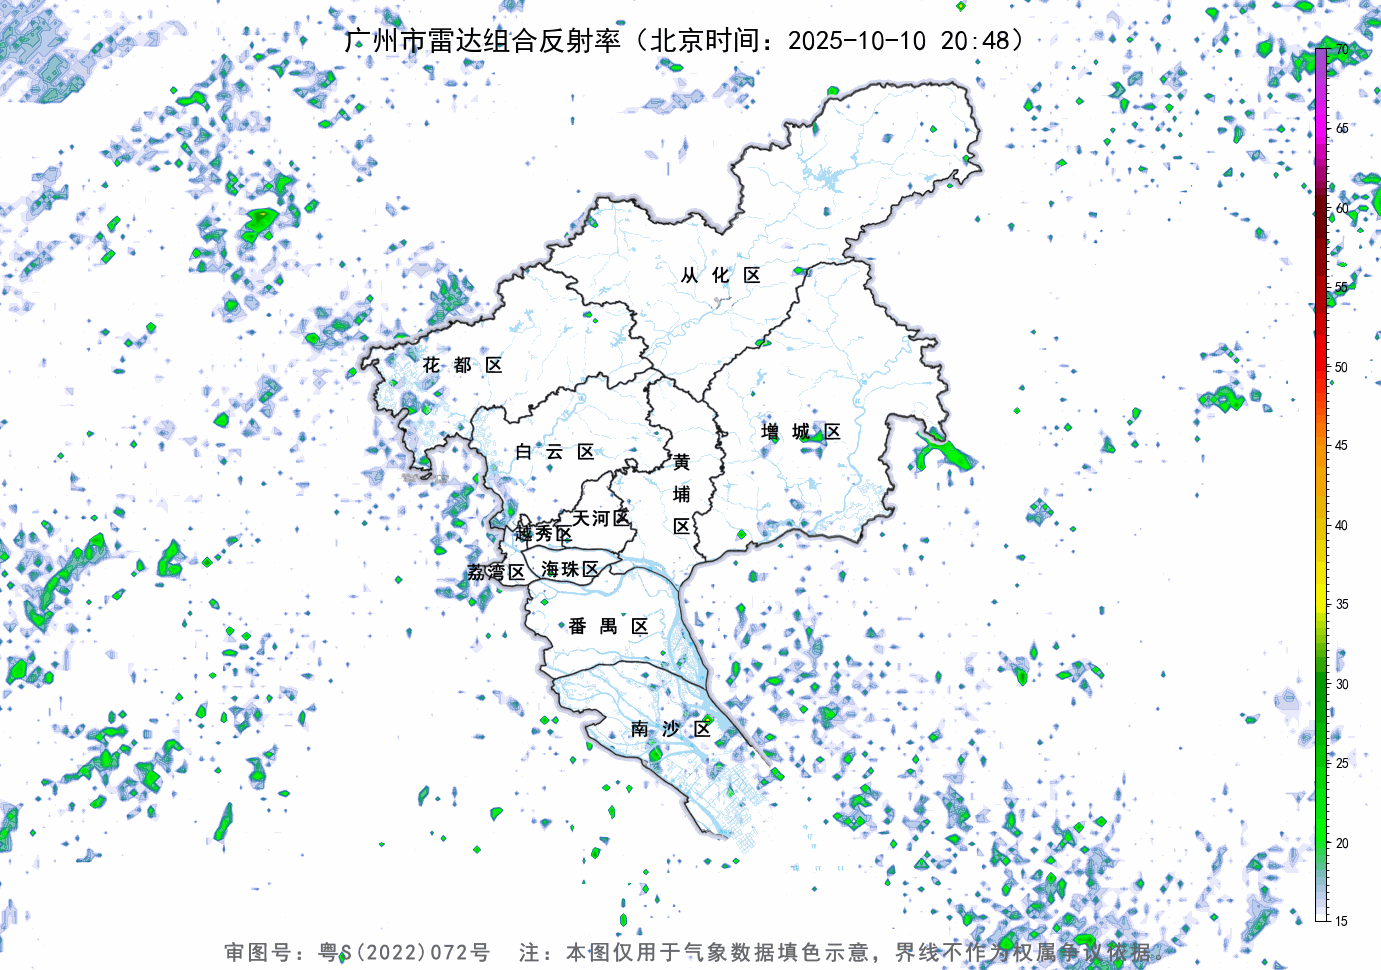 广州市雷达组合反射率（北京时间：2025-10-10 20:48）
70
65
60
55
50
45
40
35
30
25
20
15
从化区
花都区
增城区
白云区
黄埔区
天河区
越秀区
海珠区
荔湾区
番禺区
南沙区
审图号：粤S(2022)072号 注：本图仅用于气象数据填色示意，界线不作为权属争议依据。